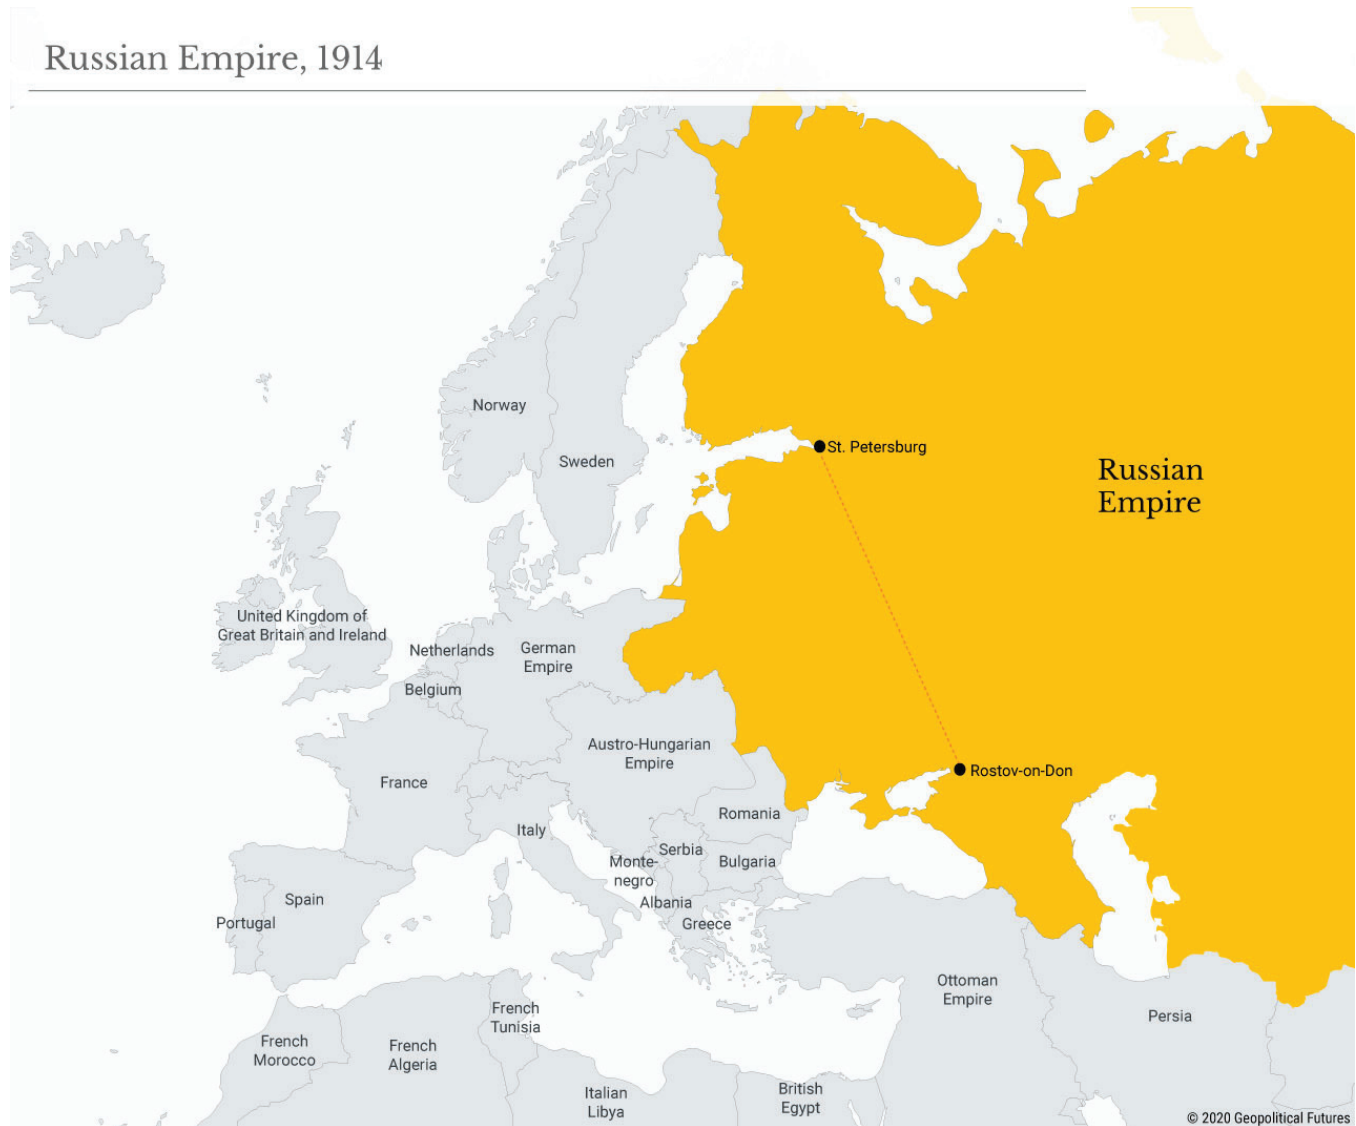 Russian Empire, 1914
Norway
Sweden
St. Petersburg
Russian
Empire
United Kingdom of
Great Britain and Ireland
Netherlands
German
Empire
Belgium
Austro-Hungarian
Empire
Rostov-on-Don
France
Romania
Italy
Serbia
Bulgaria
Monte-
negro
Albania
Spain
Portugal
Greece
Ottoman
Empire
Persia
French
Tunisia
French
Morocco
French
Algeria
Italian
Libya
British
Egypt
© 2020 Geopolitical Futures